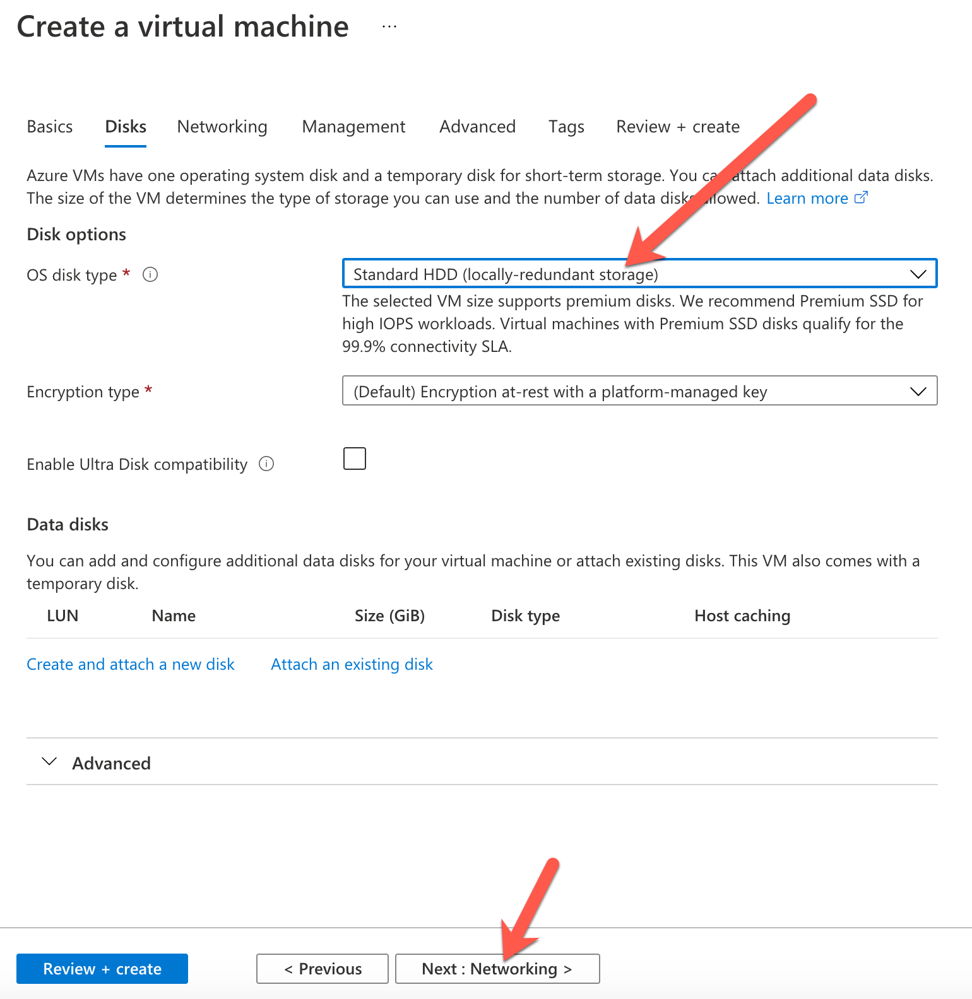 Create a virtual machine ...
Basics Disks Networking Management Advanced Tags Review + create
Azure VMs have one operating system disk and a temporary disk for short-term storage. You can attach additional data disks.
The size of the VM determines the type of storage you can use and the number of data disks allowed. Learn more
Disk options
OS disk type *
Standard HDD (locally-redundant storage)
The selected VM size supports premium disks. We recommend Premium SSD for
high IOPS workloads. Virtual machines with Premium SSD disks qualify for the
99.9% connectivity SLA.
Encryption type *
(Default) Encryption at-rest with a platform-managed key
Enable Ultra Disk compatibility
Data disks
You can add and configure additional data disks for your virtual machine or attach existing disks. This VM also comes with a
temporary disk.
LUN Name Size (GiB) Disk type Host caching
Create and attach a new disk Attach an existing disk
Advanced
Review + create < Previous Next : Networking >